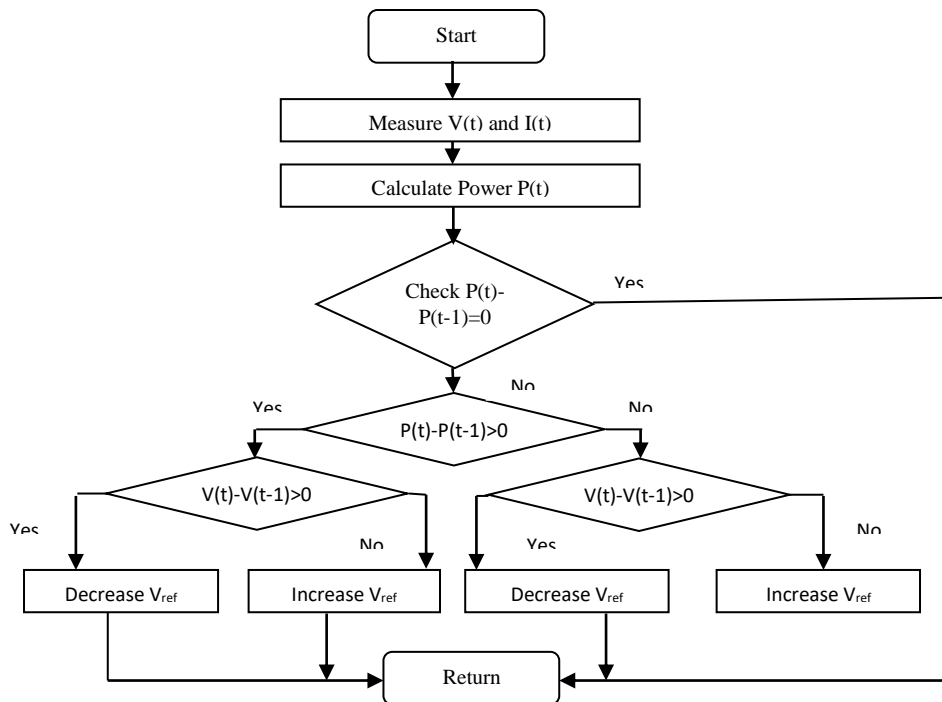 Start
Measure V(t) and I(t)
Calculate Power P(t)
Check P(t)-
P(t-1)=0
Yes
No
P(t)-P(t-1)>0
Yes
No
V(t)-V(t-1)>0
V(t)-V(t-1)>0
Yes
No
Yes
No
Decrease Vref
Increase Vref
Decrease Vref
Increase Vref
Return